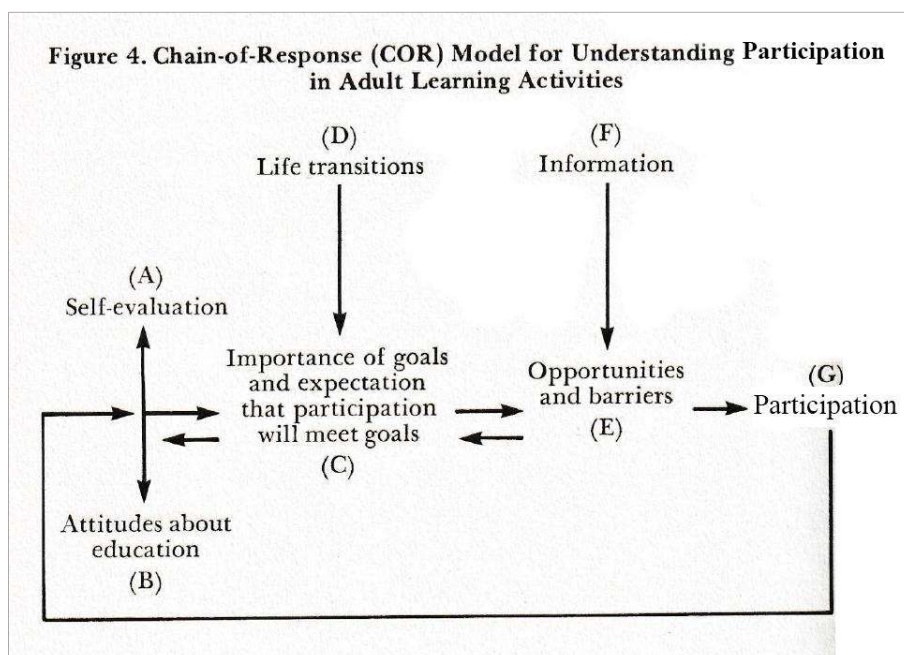 Figure 4. Chain-of-Response (COR) Model for Understanding Participation
in Adult Learning Activities
(D)
Life transitions
(F)
Information
(A)
Self-evaluation
Importance of goals
and expectation
that participation
will meet goals
(C)
Opportunities
and barriers
(E)
(G)
Participation
Attitudes about
education
(B)